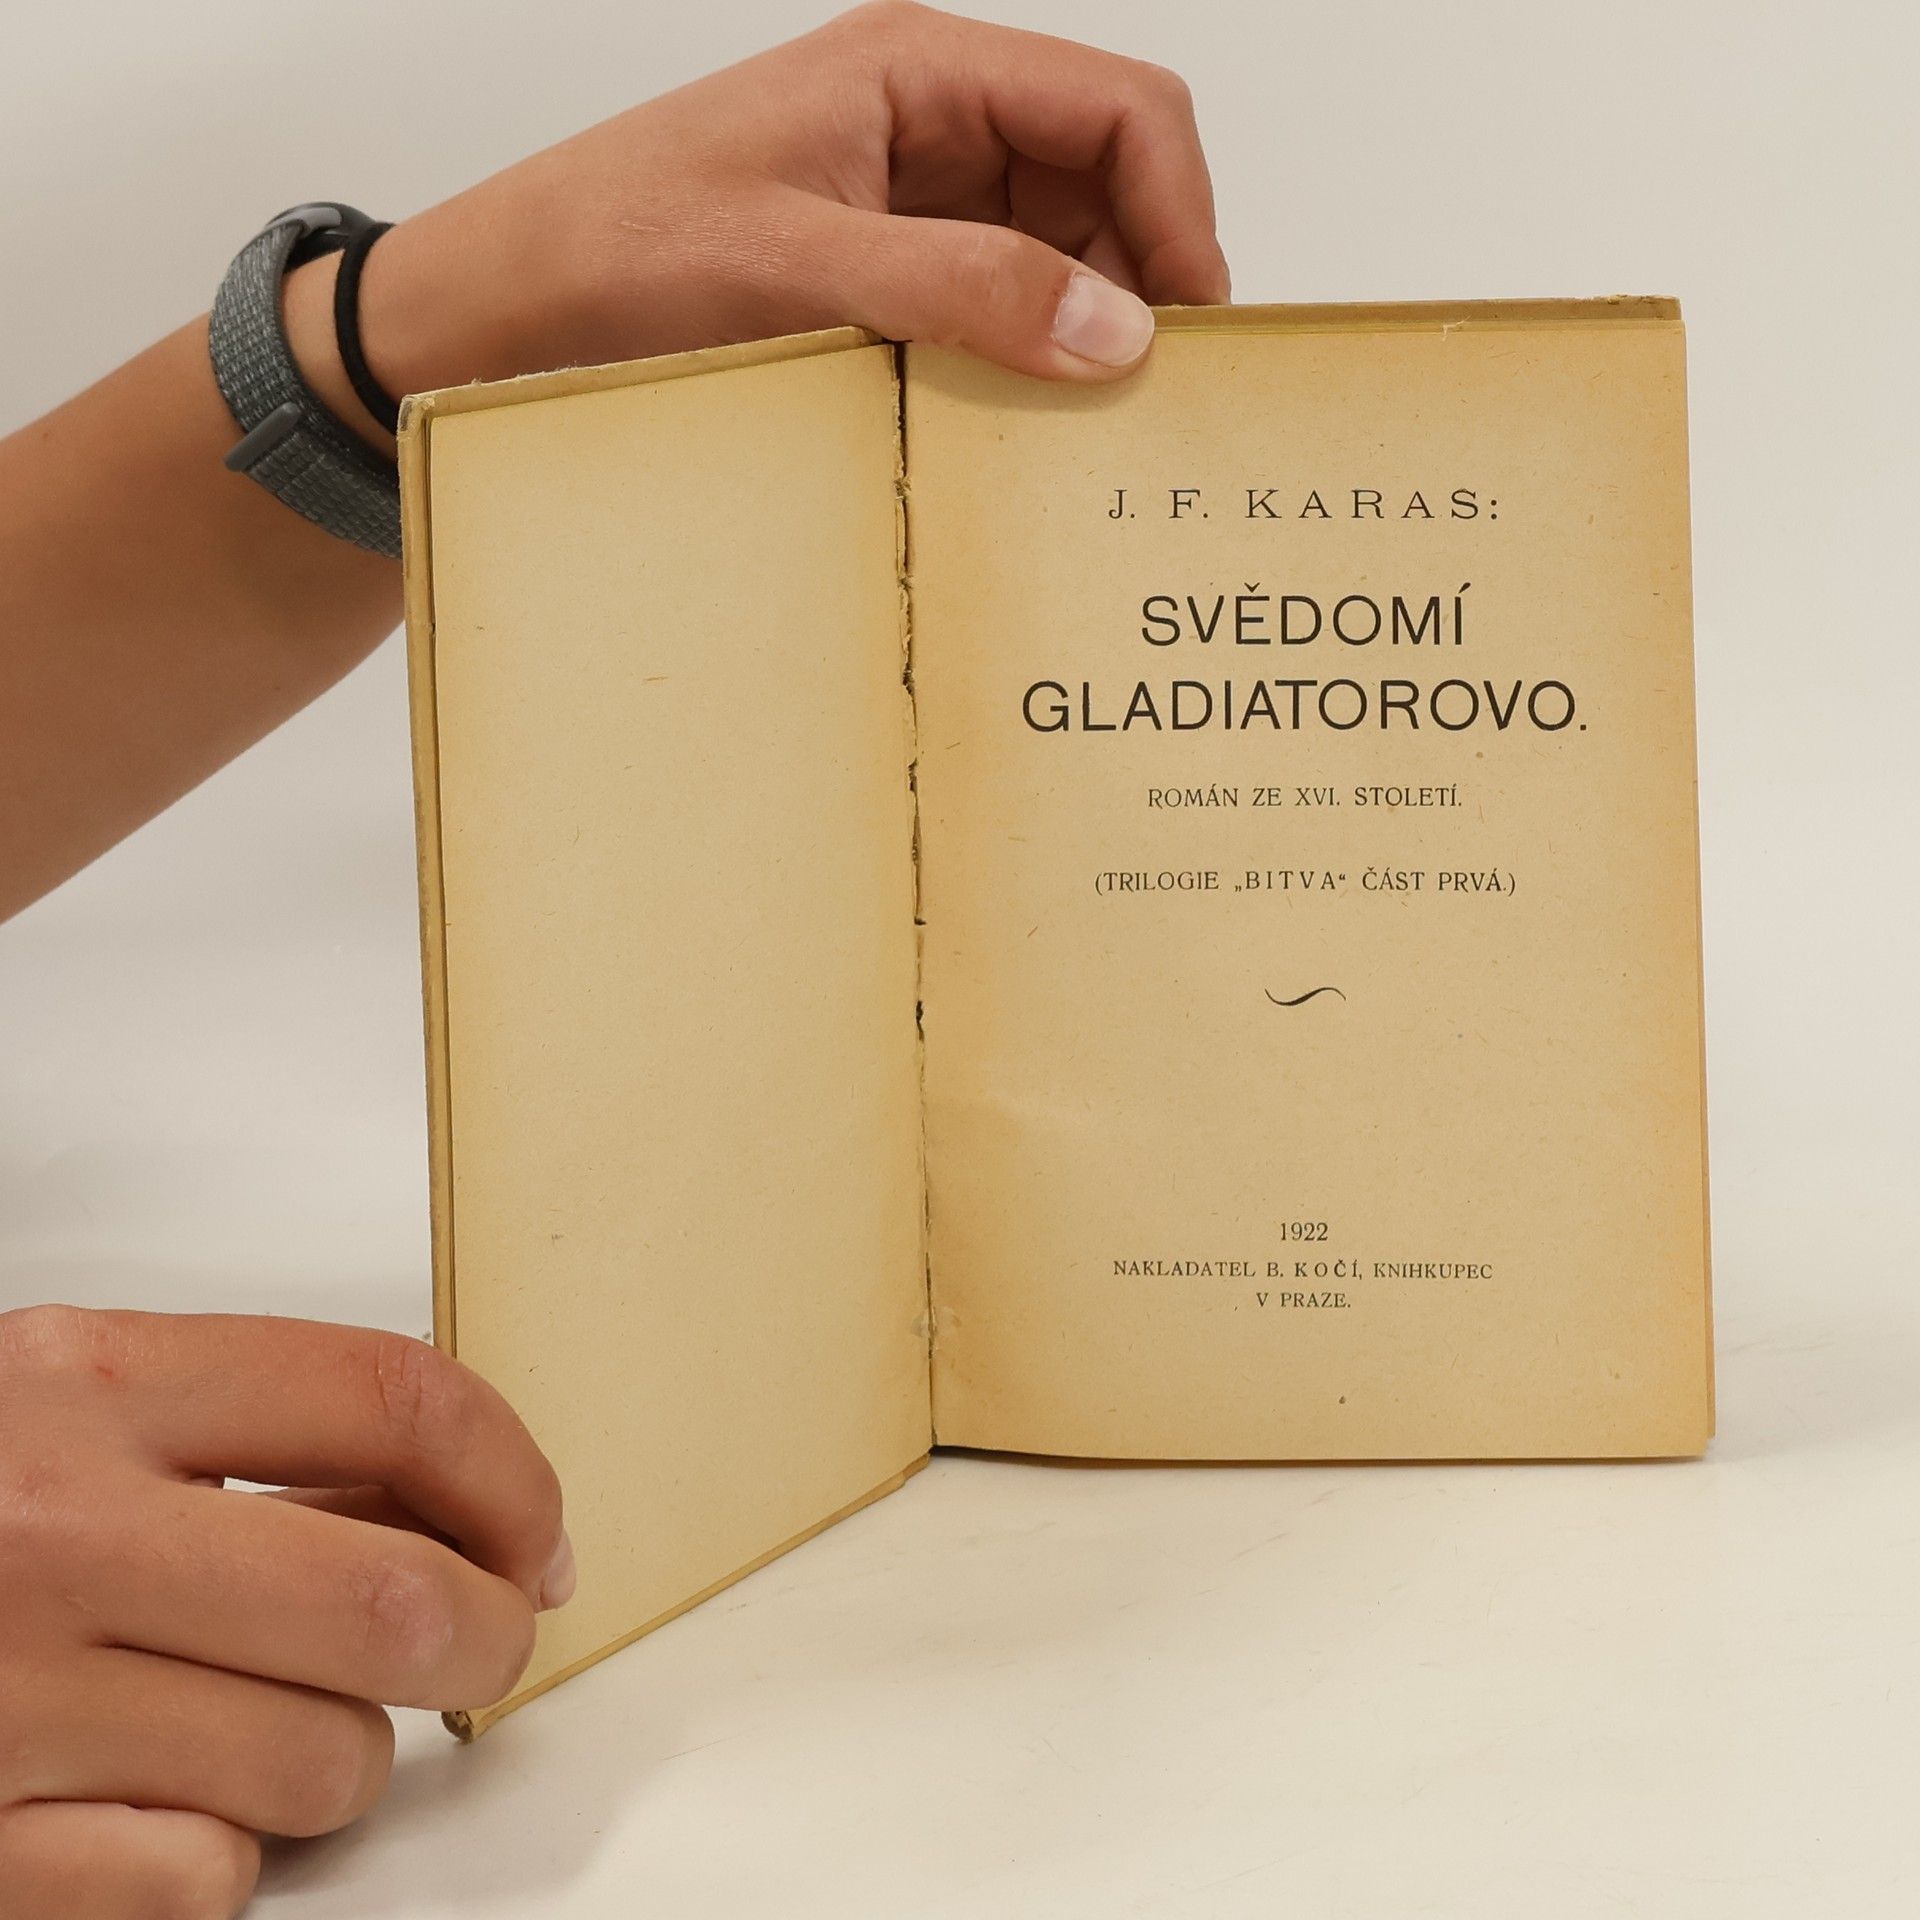 J. F. KARAS:
SVĚDOMÍ
GLADIATOROVO.
ROMÁN ZE XVI. STOLETÍ.
(TRILOGIE „BITVA“ ČÁST PRVÁ.)
1922
NAKLADATEL B. KOČÍ, KNIHKUPEC
V PRAZE.